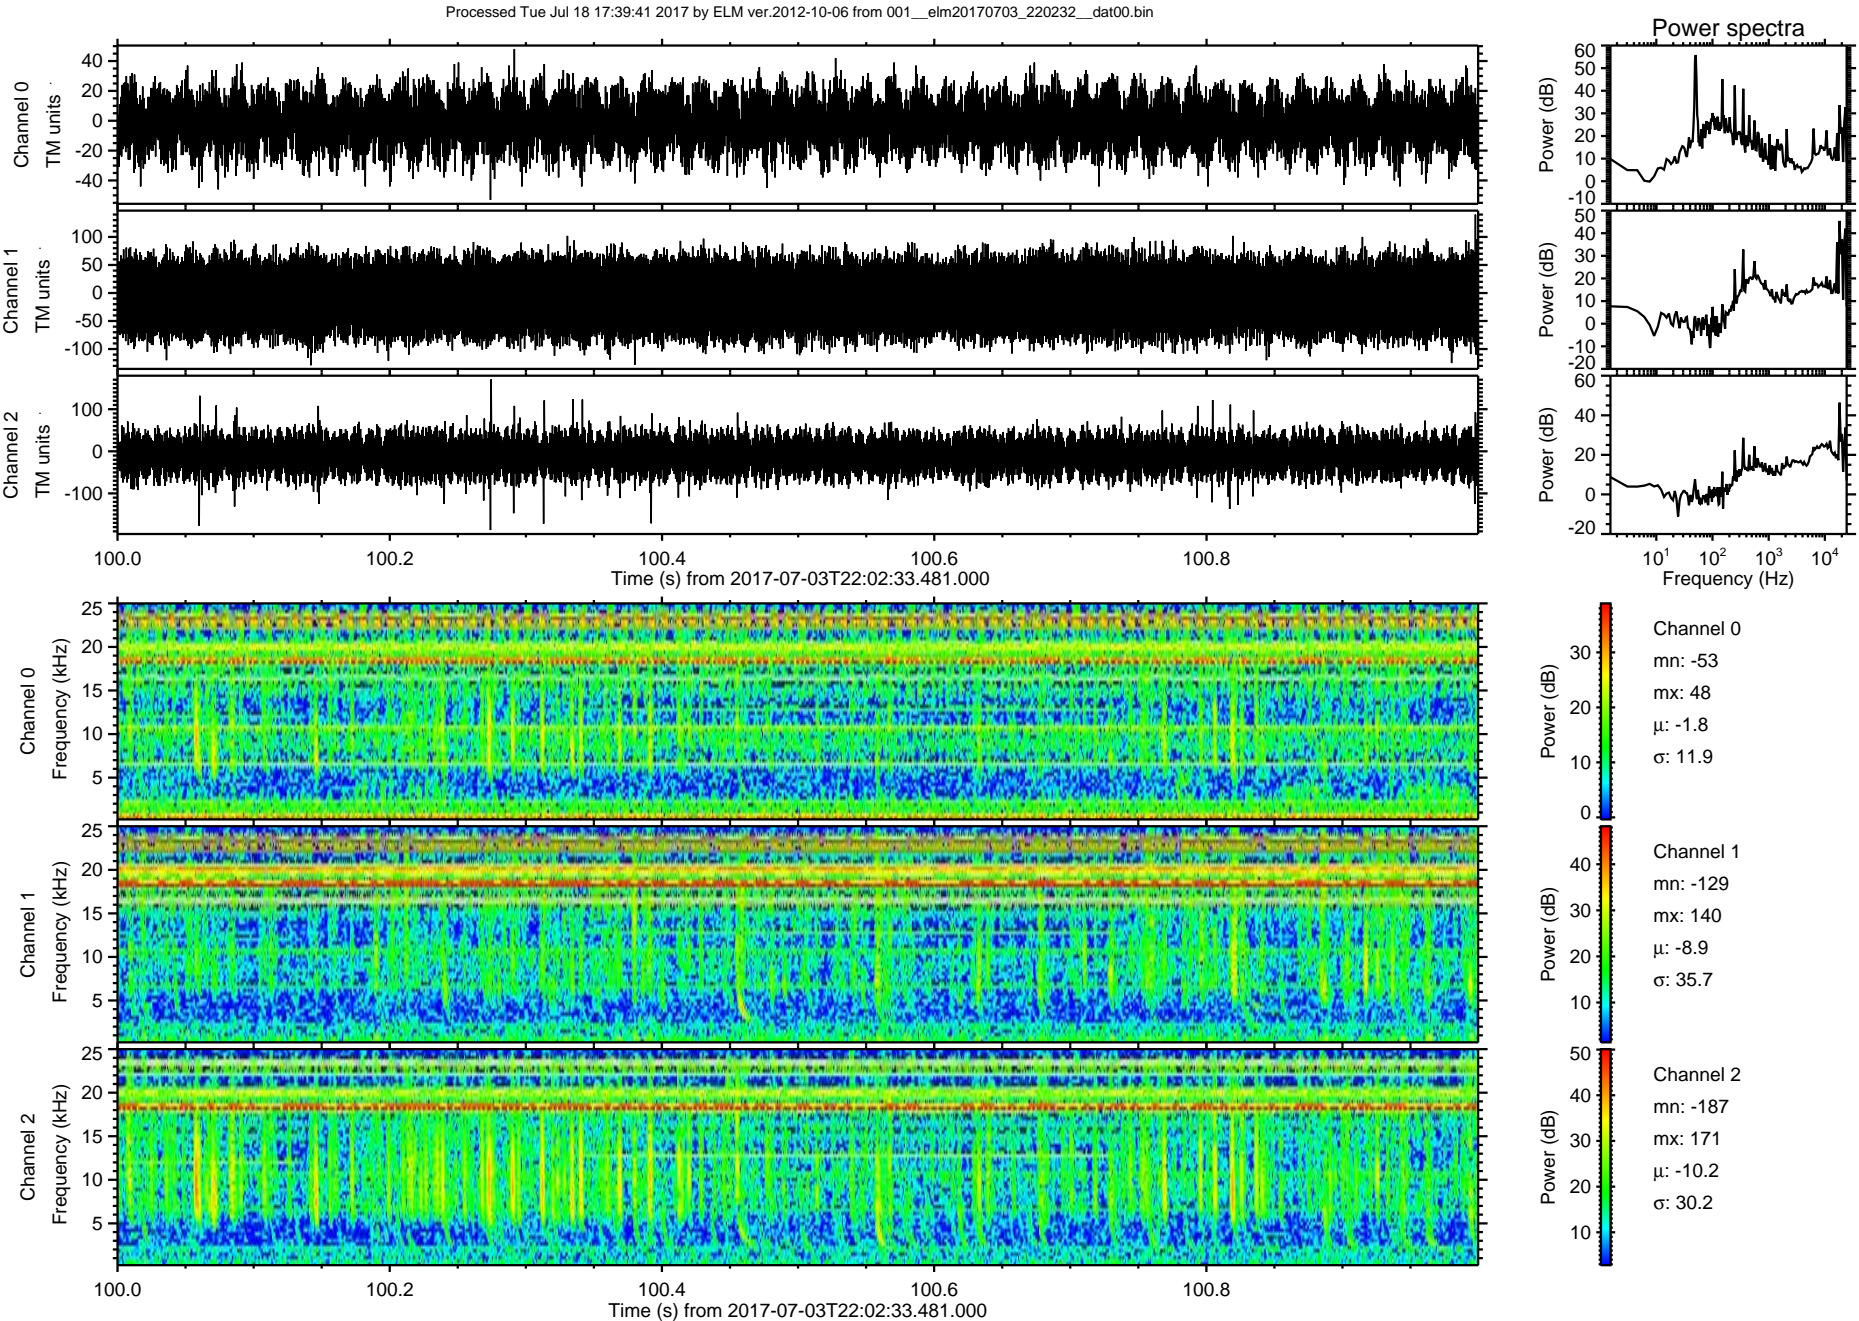 Processed Tue Jul 18 17:39:41 2017 by ELM ver.2012-10-06 from 001__elm20170703_220232__dat00.bin
Power spectra
Channel 0
TM units
40
20
0
-20
-40
Power (dB)
60
50
40
30
20
10
0
-10
Channel 1
TM units
100
50
0
-50
-100
Power (dB)
50
40
30
20
10
0
-10
-20
Channel 2
TM units
100
0
-100
Power (dB)
60
40
20
0
-20
100.0 100.2 100.4 100.6 100.8
Time (s) from 2017-07-03T22:02:33.481.000
10^1 10^2 10^3 10^4
Frequency (Hz)
Channel 0
Frequency (kHz)
25
20
15
10
5
Power (dB)
30
20
10
0
Channel 0
mn: -53
mx: 48
μ: -1.8
σ: 11.9
Channel 1
Frequency (kHz)
25
20
15
10
5
Power (dB)
40
30
20
10
Channel 1
mn: -129
mx: 140
μ: -8.9
σ: 35.7
Channel 2
Frequency (kHz)
25
20
15
10
5
Power (dB)
50
40
30
20
10
Channel 2
mn: -187
mx: 171
μ: -10.2
σ: 30.2
100.0 100.2 100.4 100.6 100.8
Time (s) from 2017-07-03T22:02:33.481.000